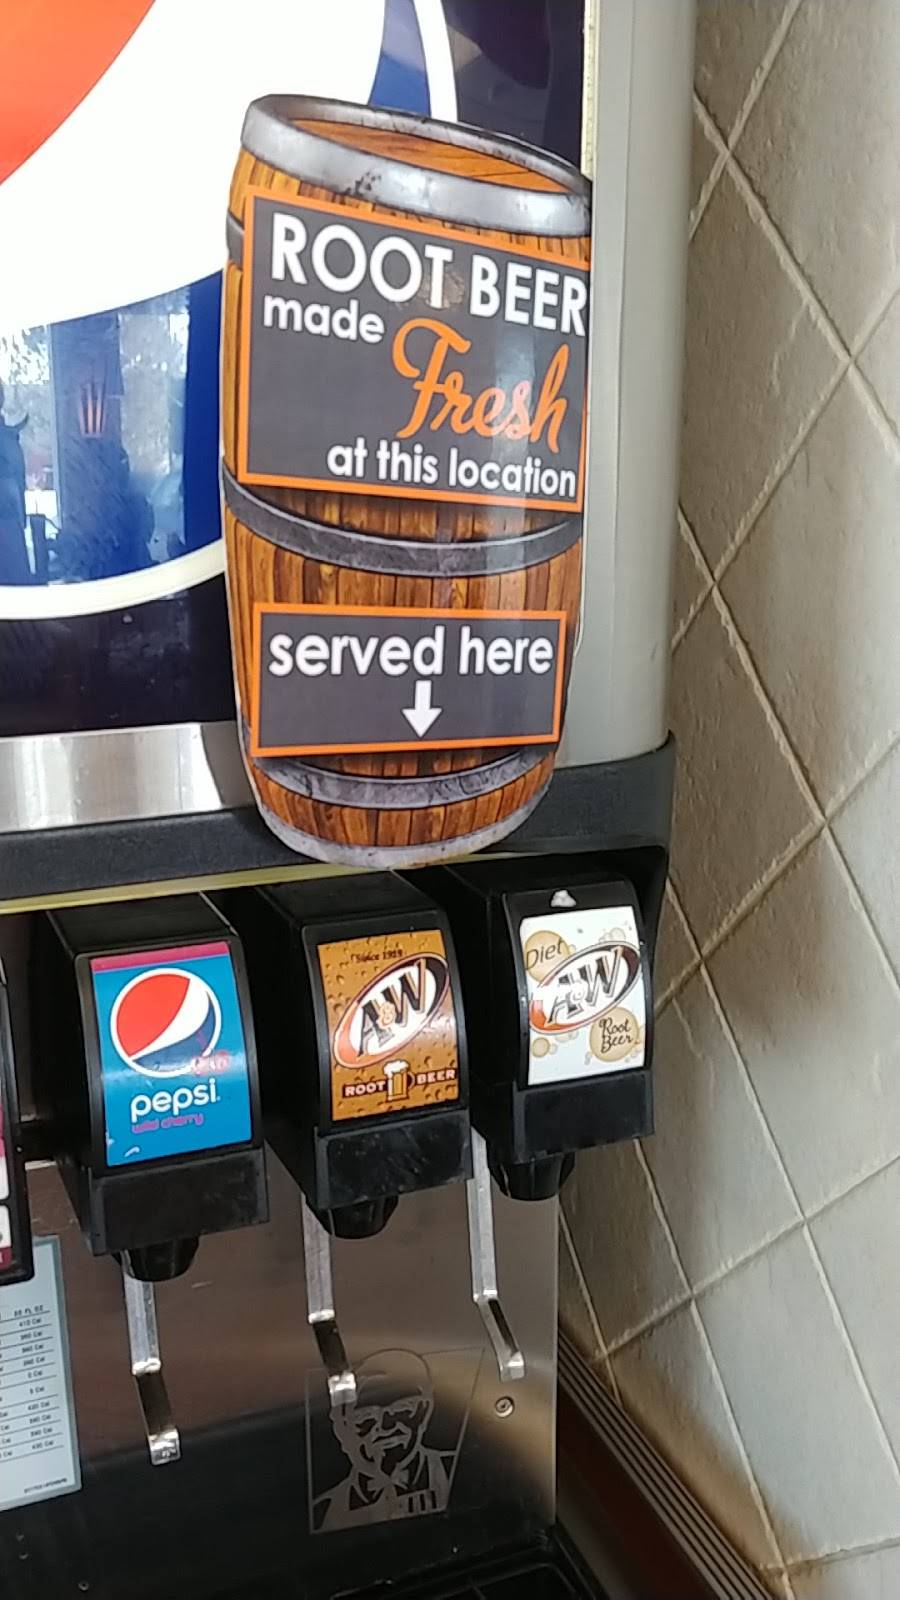 ROOT BEER
made Fresh
at this location
served here
pepsi
wild cherry
Since 1919
A&W
ROOT BEER
Diet
A&W
Root
Beer